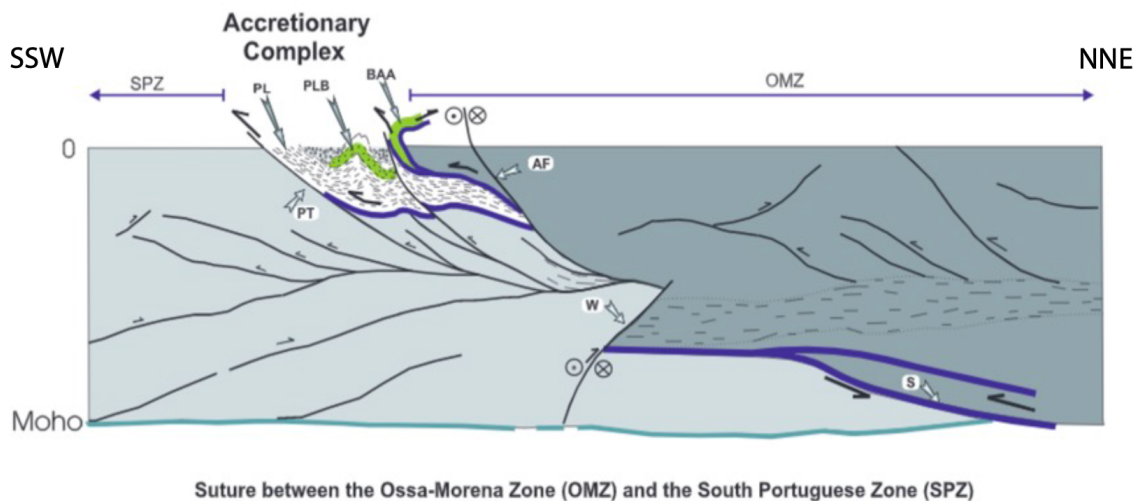 Accretionary
Complex
SSW
NNE
SPZ
PL
PLB
BAA
OMZ
0
AF
PT
W
S
Moho
Suture between the Ossa-Morena Zone (OMZ) and the South Portuguese Zone (SPZ)